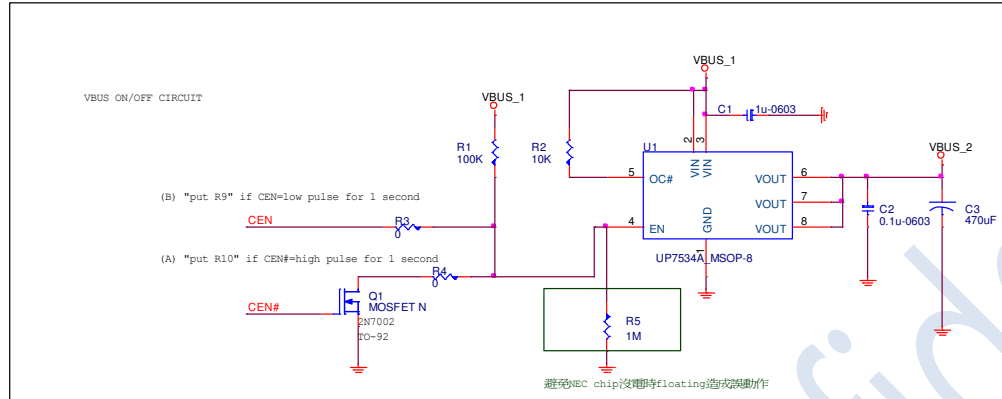 VBUS_1
VBUS ON/OFF CIRCUIT
VBUS_1
C1
1u-0603
R1
100K
R2
10K
U1
2
3
VIN
VIN
VBUS_2
5
OC#
VOUT
6
(B) "put R9" if CEN=low pulse for 1 second
VOUT
7
C2
0.1u-0603
C3
470uF
CEN
R3
0
4
EN
GND
VOUT
8
1
UP7534A_MSOP-8
(A) "put R10" if CEN#=high pulse for 1 second
R4
0
Q1
MOSFET N
CEN#
2N7002
TO-92
R5
1M
避免NEC chip沒電時floating造成誤動作